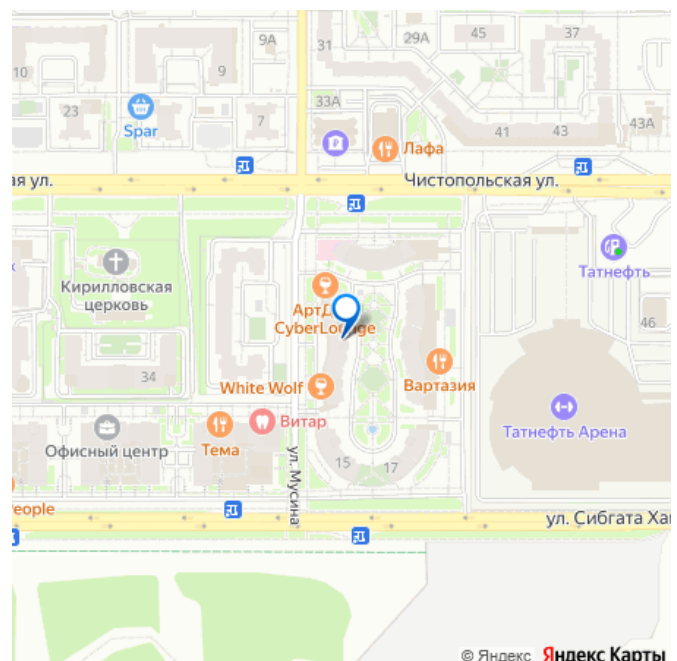 9А
31
29А
45
37
10
9
33А
23
Spar
7
Лафа
41
43
43А
ая ул.
Чистопольская ул.
Кирилловская
церковь
Татнефть
АртД
CyberLounge
46
34
White Wolf
Вартазия
Витар
Татнефть Арена
Офисный центр
Тема
15
17
ул. Мусина
People
ул. Сибгата Ха
© Яндекс Яндекс Карты